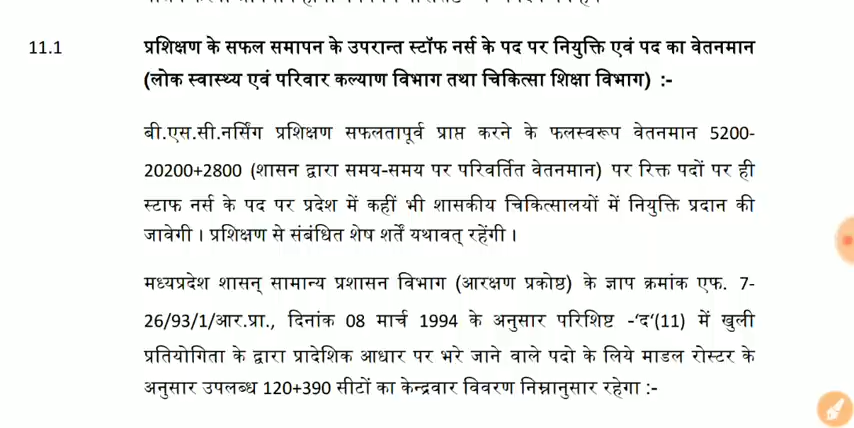 11.1 प्रशिक्षण के सफल समापन के उपरान्त स्टॉफ नर्स के पद पर नियुक्ति एवं पद का वेतनमान
(लोक स्वास्थ्य एवं परिवार कल्याण विभाग तथा चिकित्सा शिक्षा विभाग) :-
बी.एस.सी.नर्सिंग प्रशिक्षण सफलतापूर्व प्राप्त करने के फलस्वरूप वेतनमान 5200-
20200+2800 (शासन द्वारा समय-समय पर परिवर्तित वेतनमान) पर रिक्त पदों पर ही
स्टाफ नर्स के पद पर प्रदेश में कहीं भी शासकीय चिकित्सालयों में नियुक्ति प्रदान की
जावेगी । प्रशिक्षण से संबंधित शेष शर्तें यथावत् रहेंगी ।
मध्यप्रदेश शासन् सामान्य प्रशासन विभाग (आरक्षण प्रकोष्ठ) के ज्ञाप क्रमांक एफ. 7-
26/93/1/आर.प्रा., दिनांक 08 मार्च 1994 के अनुसार परिशिष्ट -‘द‘(11) में खुली
प्रतियोगिता के द्वारा प्रादेशिक आधार पर भरे जाने वाले पदो के लिये माडल रोस्टर के
अनुसार उपलब्ध 120+390 सीटों का केन्द्रवार विवरण निम्नानुसार रहेगा :-